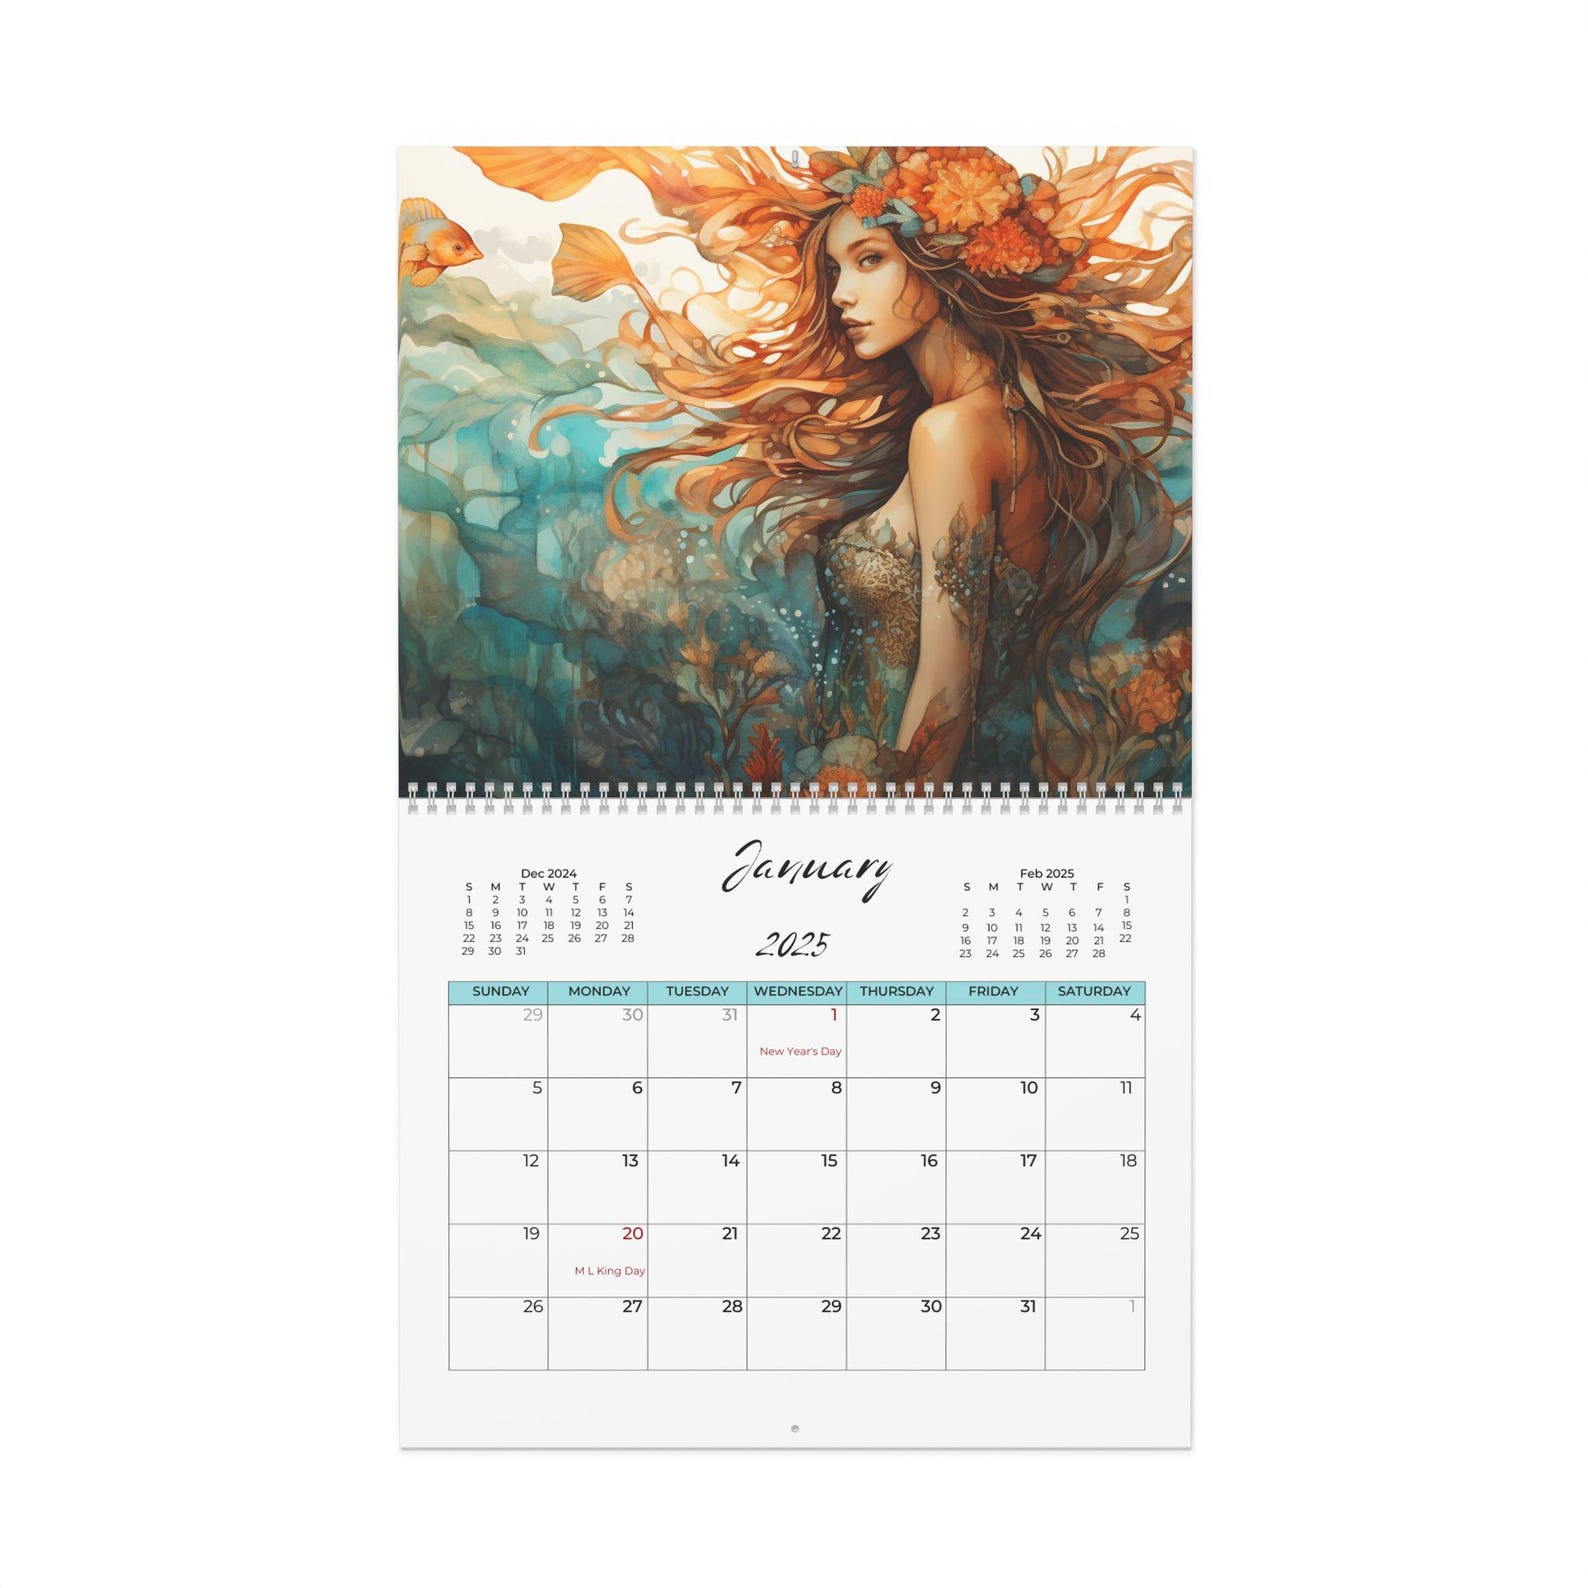 January
2025
Dec 2024
S M T W T F S
1 2 3 4 5 6 7
8 9 10 11 12 13 14
15 16 17 18 19 20 21
22 23 24 25 26 27 28
29 30 31
Feb 2025
S M T W T F S
1
2 3 4 5 6 7 8
9 10 11 12 13 14 15
16 17 18 19 20 21 22
23 24 25 26 27 28
SUNDAY MONDAY TUESDAY WEDNESDAY THURSDAY FRIDAY SATURDAY
29 30 31 1 2 3 4
New Year's Day
5 6 7 8 9 10 11
12 13 14 15 16 17 18
19 20 21 22 23 24 25
M L King Day
26 27 28 29 30 31 1